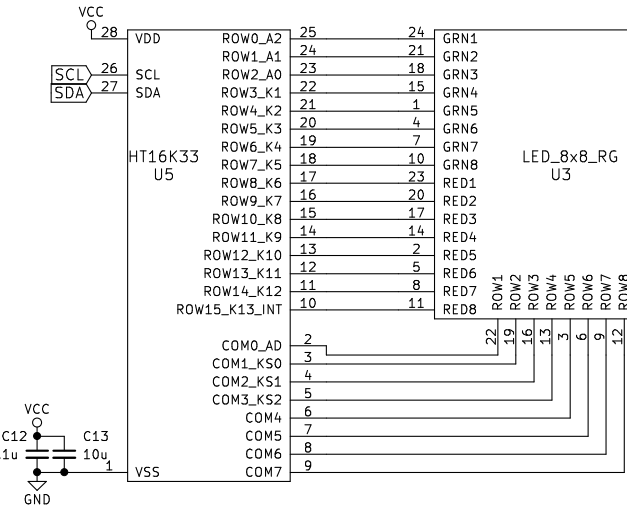 VCC
28 VDD ROW0_A2 25 24 GRN1
ROW1_A1 24 21 GRN2
SCL 26 SCL ROW2_A0 23 18 GRN3
SDA 27 SDA ROW3_K1 22 15 GRN4
ROW4_K2 21 1 GRN5
ROW5_K3 20 4 GRN6
HT16K33 ROW6_K4 19 7 GRN7 LED_8x8_RG
U5 ROW7_K5 18 10 GRN8 U3
ROW8_K6 17 23 RED1
ROW9_K7 16 20 RED2
ROW10_K8 15 17 RED3
ROW11_K9 14 14 RED4
ROW12_K10 13 2 RED5
ROW13_K11 12 5 RED6
ROW14_K12 11 8 RED7
ROW15_K13_INT 10 11 RED8
ROW1 ROW2 ROW3 ROW4 ROW5 ROW6 ROW7 ROW8
22 19 16 13 3 6 9 12
COM0_AD 2
COM1_KS0 3
COM2_KS1 4
COM3_KS2 5
COM4 6
VCC
C12 C13 COM5 7
.1u 10u COM6 8
1 VSS COM7 9
GND